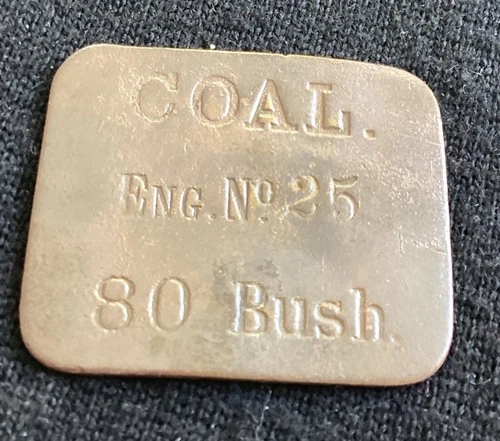 COAL.
ENG. Nº 25
80 Bush.